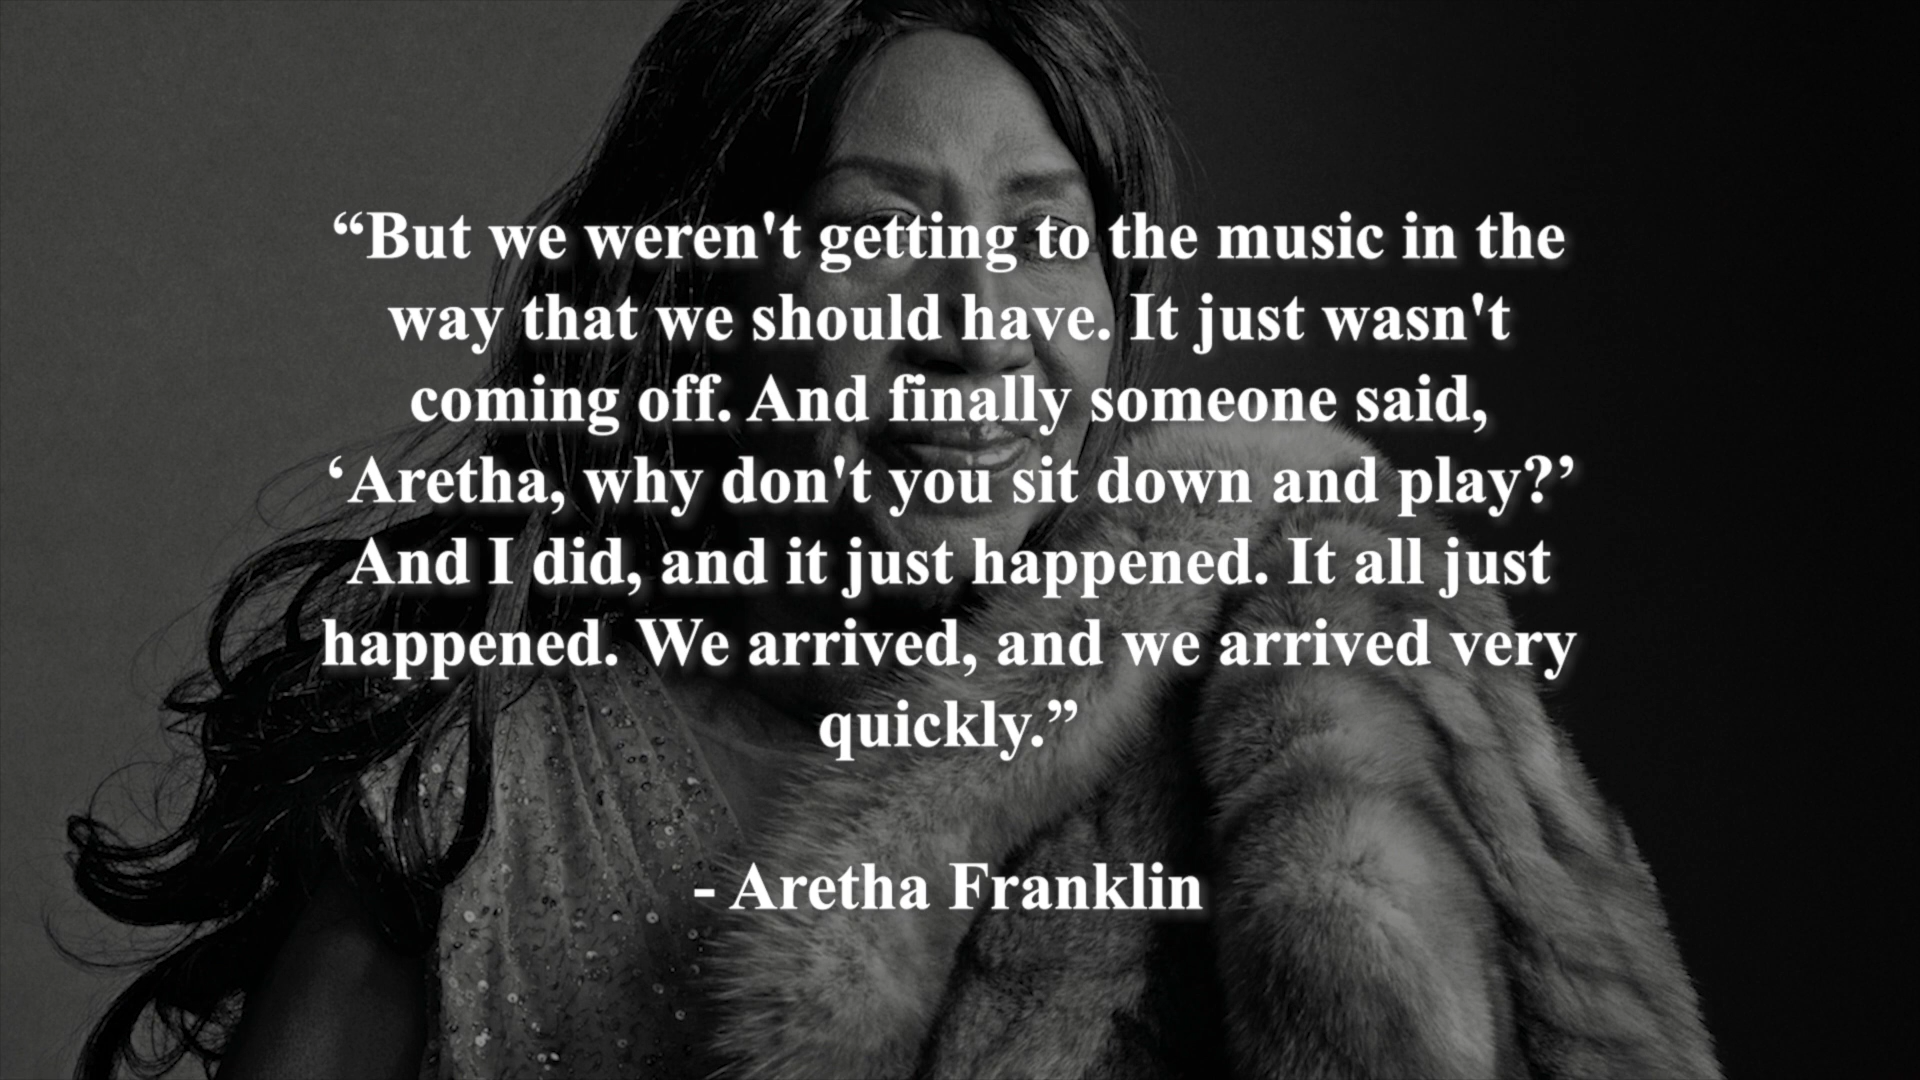 “But we weren't getting to the music in the
way that we should have. It just wasn't
coming off. And finally someone said,
‘Aretha, why don't you sit down and play?’
And I did, and it just happened. It all just
happened. We arrived, and we arrived very
quickly.”
- Aretha Franklin